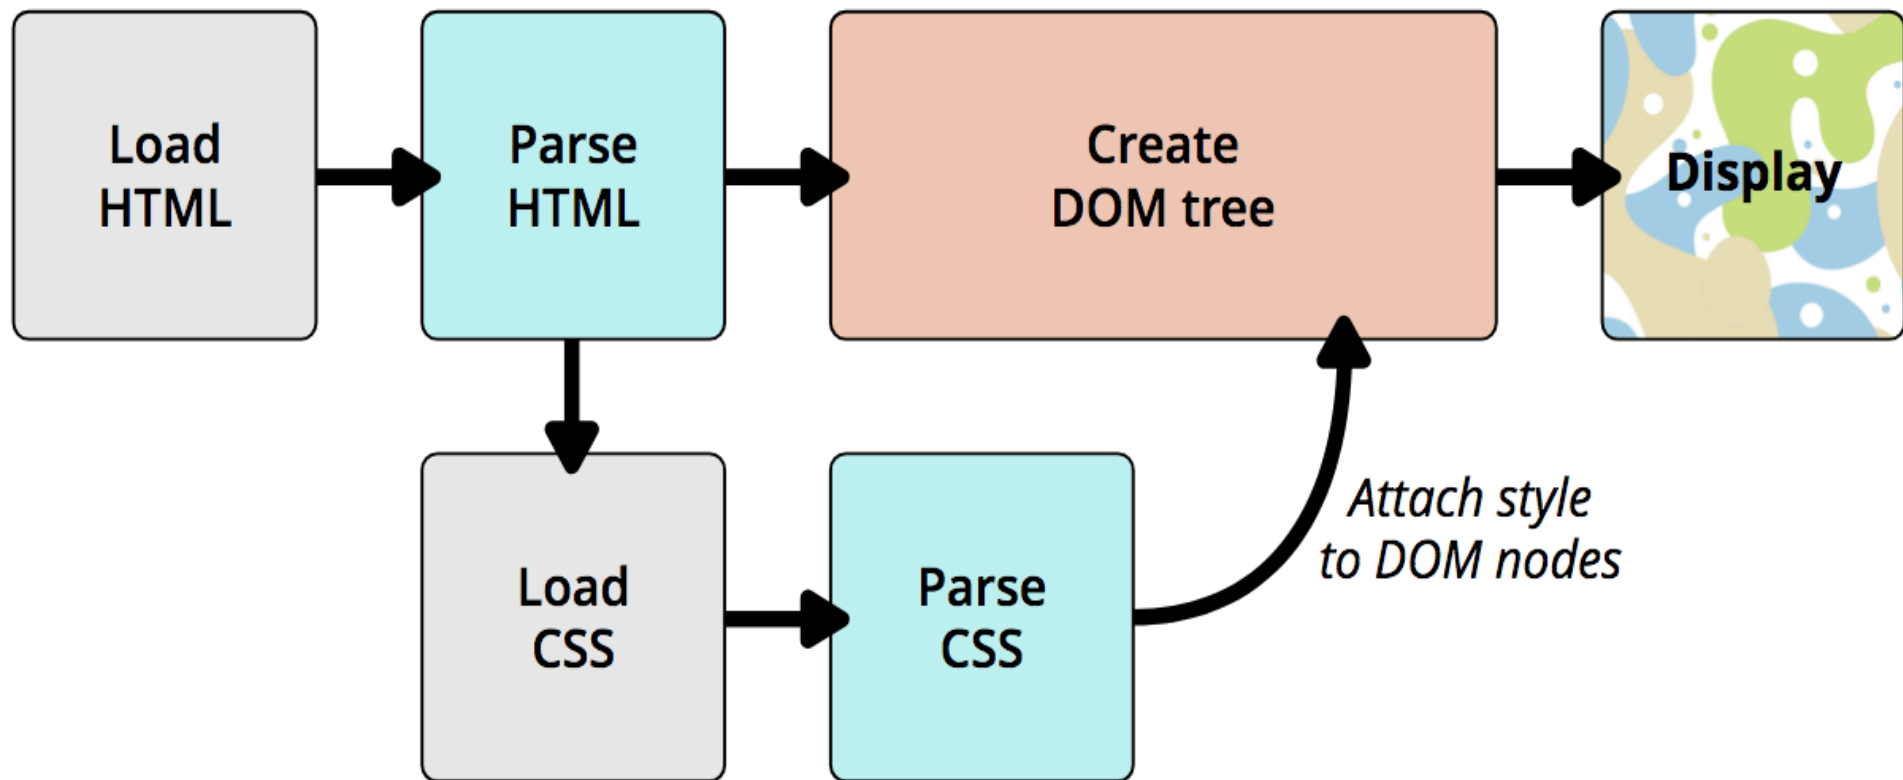 Load
HTML
Parse
HTML
Create
DOM tree
Display
Load
CSS
Parse
CSS
Attach style
to DOM nodes